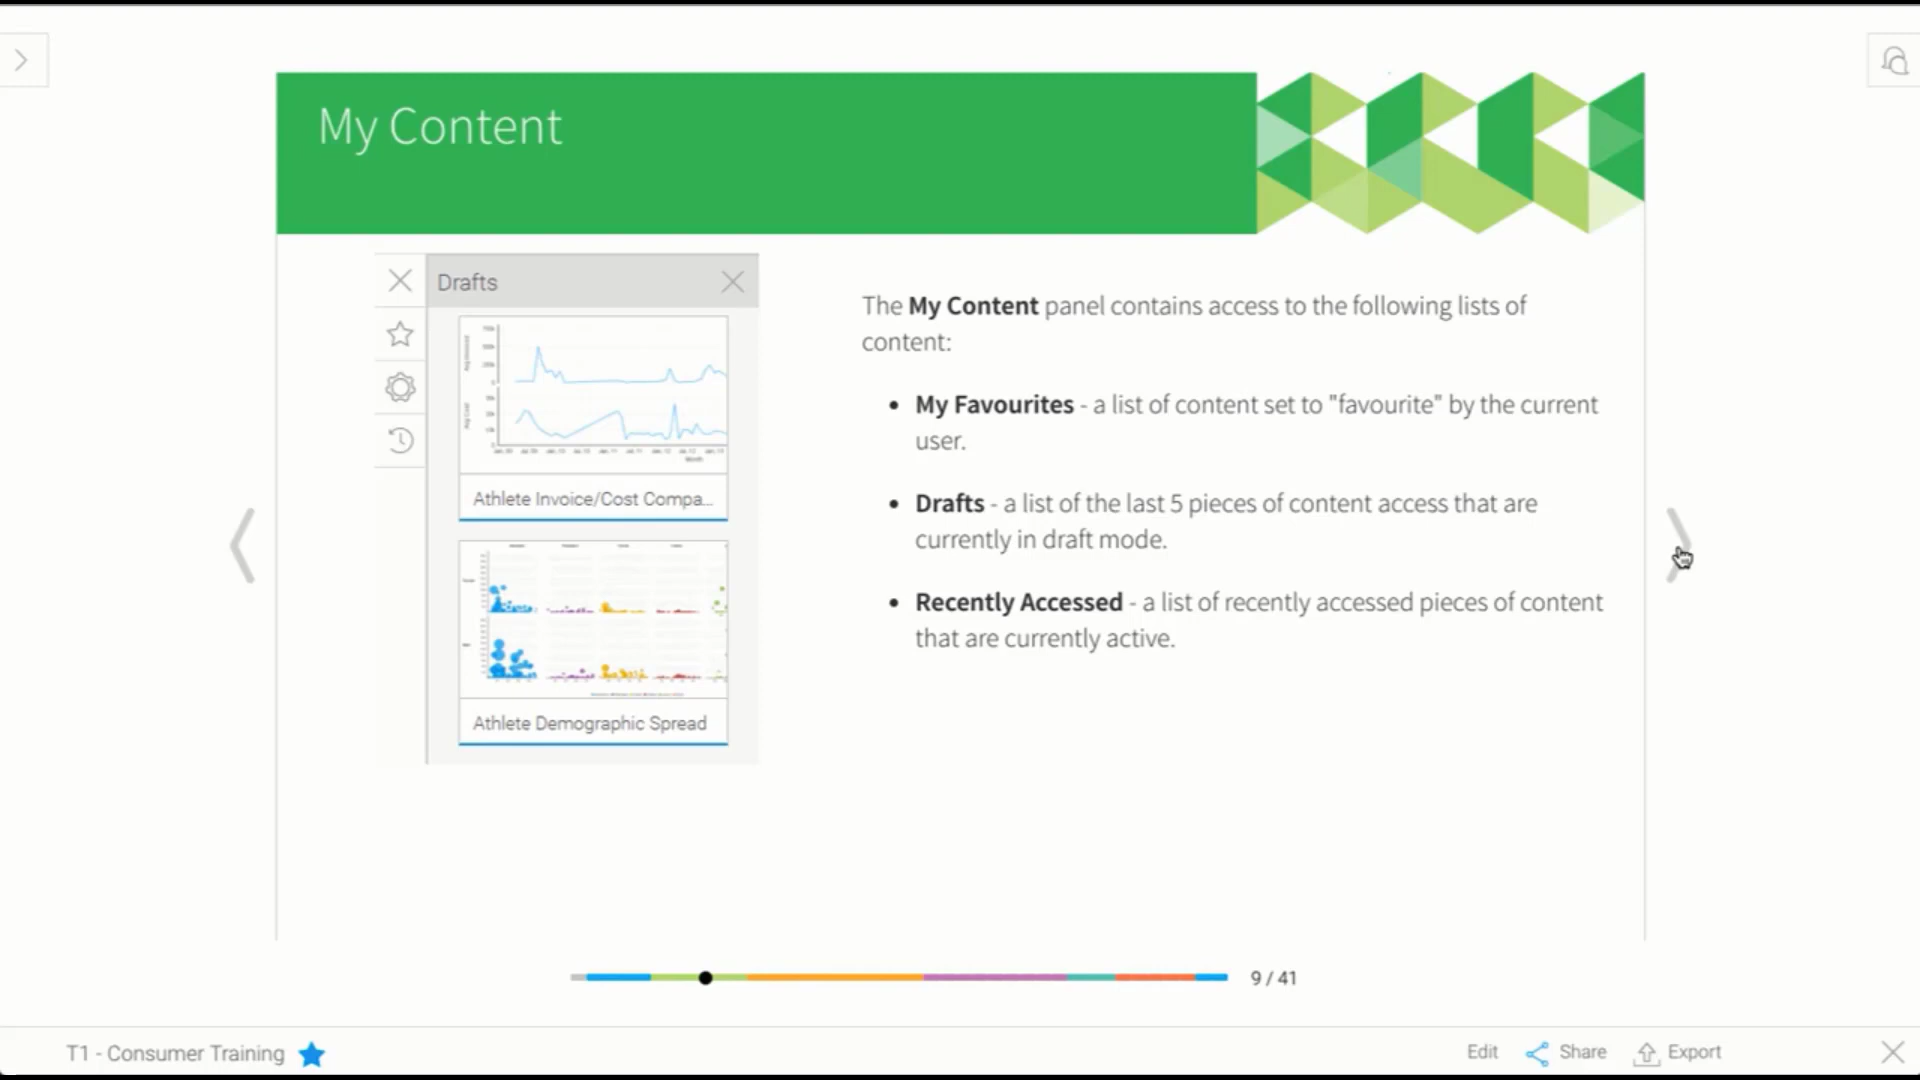 My Content
Drafts
Athlete Invoice/Cost Compa...
Athlete Demographic Spread
The My Content panel contains access to the following lists of
content:
• My Favourites - a list of content set to "favourite" by the current
user.
• Drafts - a list of the last 5 pieces of content access that are
currently in draft mode.
• Recently Accessed - a list of recently accessed pieces of content
that are currently active.
9 / 41
T1 - Consumer Training
Edit
Share
Export